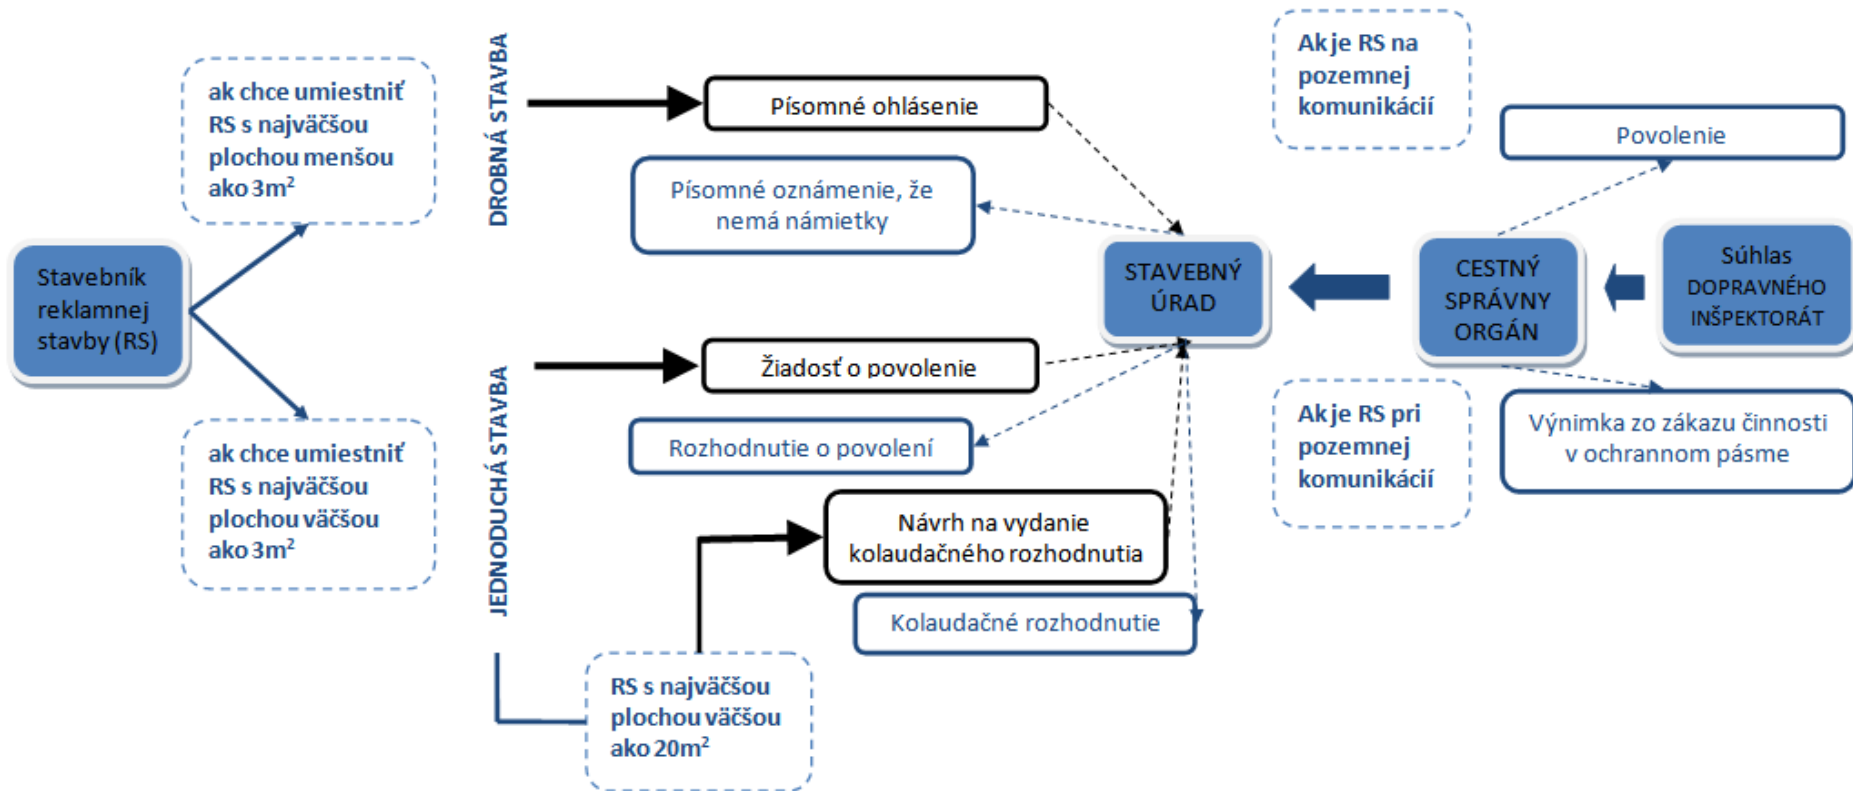 Stavebník
reklamnej
stavby (RS)
ak chce umiestniť
RS s najväčšou
plochou menšou
ako 3m²
ak chce umiestniť
RS s najväčšou
plochou väčšou
ako 3m²
DROBNÁ STAVBA
JEDNODUCHÁ STAVBA
Písomné ohlásenie
Písomné oznámenie, že
nemá námietky
Žiadosť o povolenie
Rozhodnutie o povolení
Návrh na vydanie
kolaudačného rozhodnutia
Kolaudačné rozhodnutie
RS s najväčšou
plochou väčšou
ako 20m²
STAVEBNÝ
ÚRAD
Ak je RS na
pozemnej
komunikácií
Povolenie
CESTNÝ
SPRÁVNY
ORGÁN
Súhlas
DOPRAVNÉHO
INŠPEKTORÁT
Ak je RS pri
pozemnej
komunikácií
Výnimka zo zákazu činnosti
v ochrannom pásme